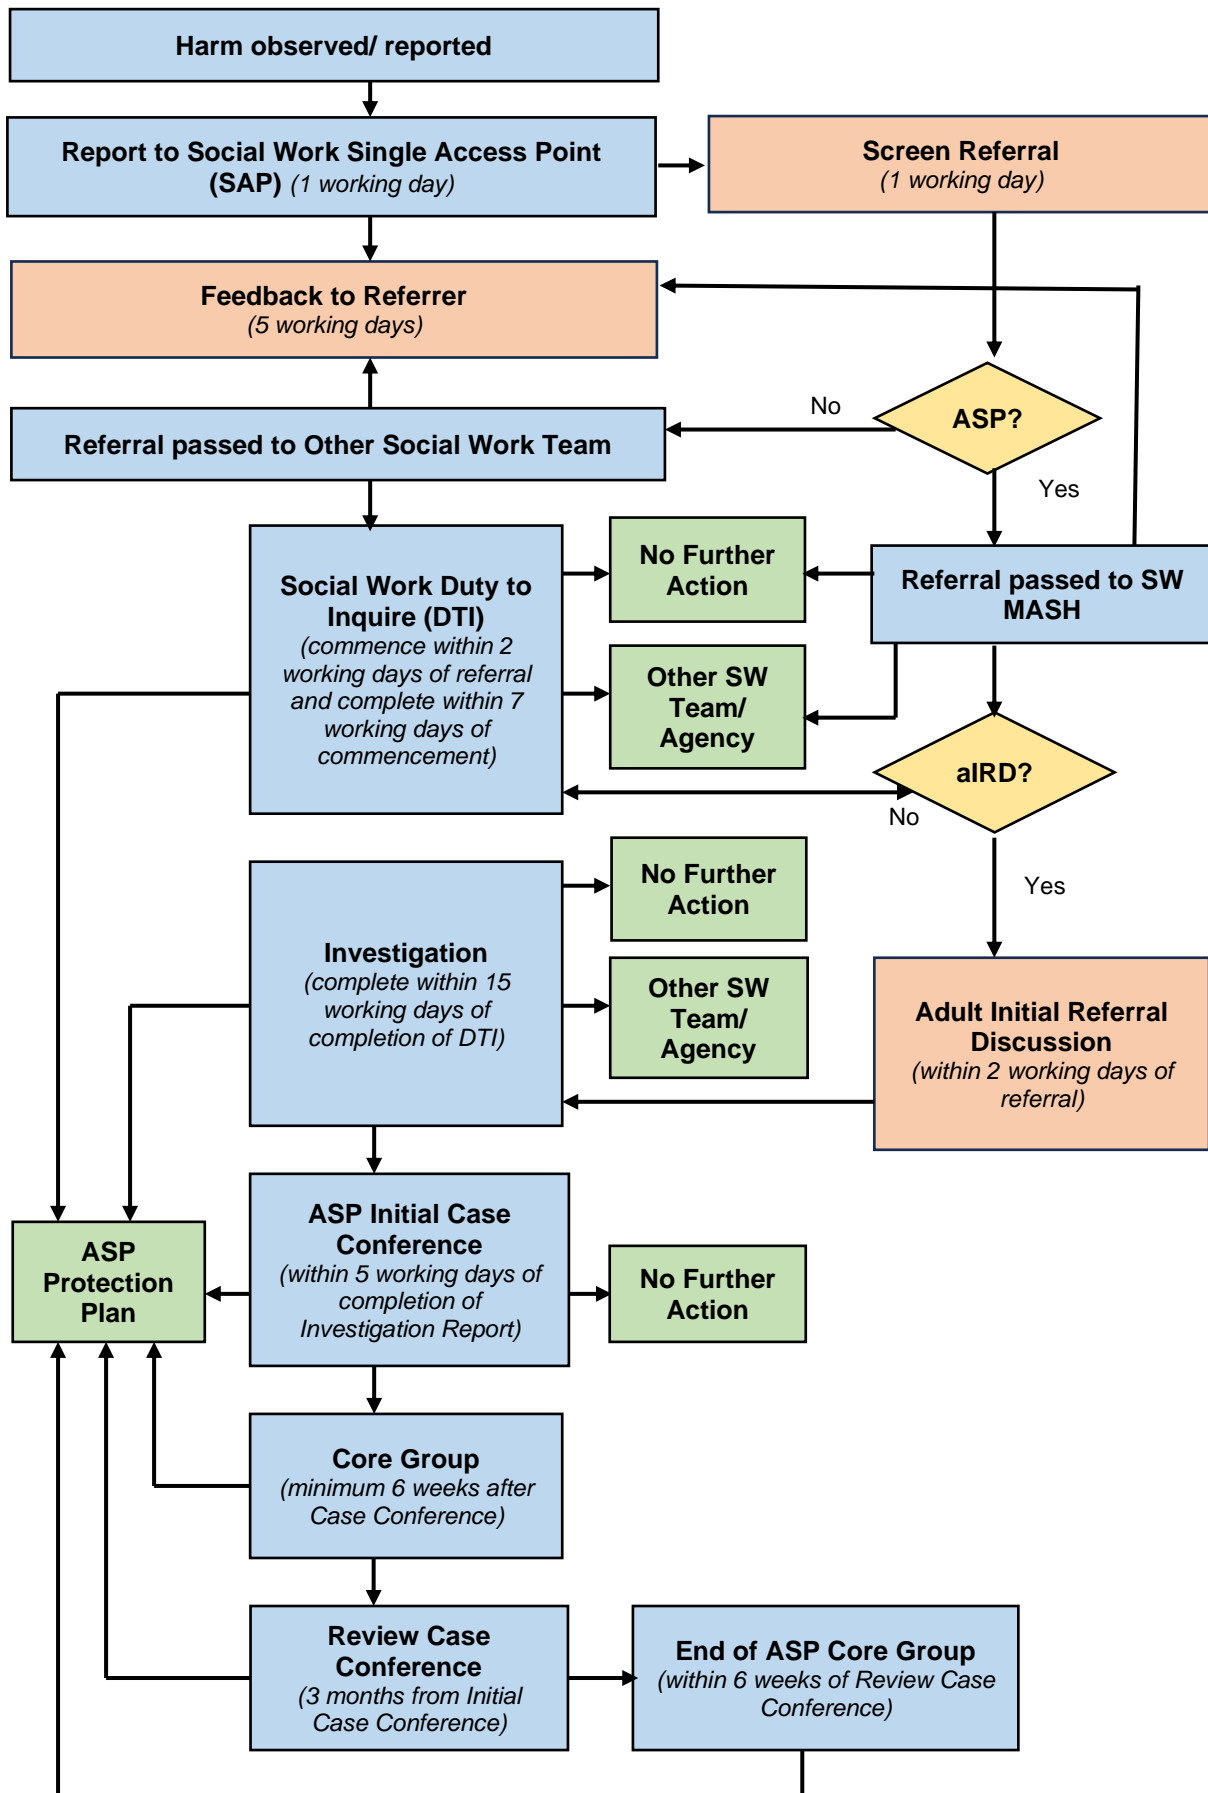 Harm observed/ reported
Report to Social Work Single Access Point
(SAP) (1 working day)
Screen Referral
(1 working day)
Feedback to Referrer
(5 working days)
No
ASP?
Referral passed to Other Social Work Team
Yes
Social Work Duty to
Inquire (DTI)
(commence within 2
working days of referral
and complete within 7
working days of
commencement)
No Further
Action
Referral passed to SW
MASH
Other SW
Team/
Agency
aIRD?
No
Yes
Investigation
(complete within 15
working days of
completion of DTI)
No Further
Action
Other SW
Team/
Agency
Adult Initial Referral
Discussion
(within 2 working days of
referral)
ASP
Protection
Plan
ASP Initial Case
Conference
(within 5 working days of
completion of
Investigation Report)
No Further
Action
Core Group
(minimum 6 weeks after
Case Conference)
Review Case
Conference
(3 months from Initial
Case Conference)
End of ASP Core Group
(within 6 weeks of Review Case
Conference)